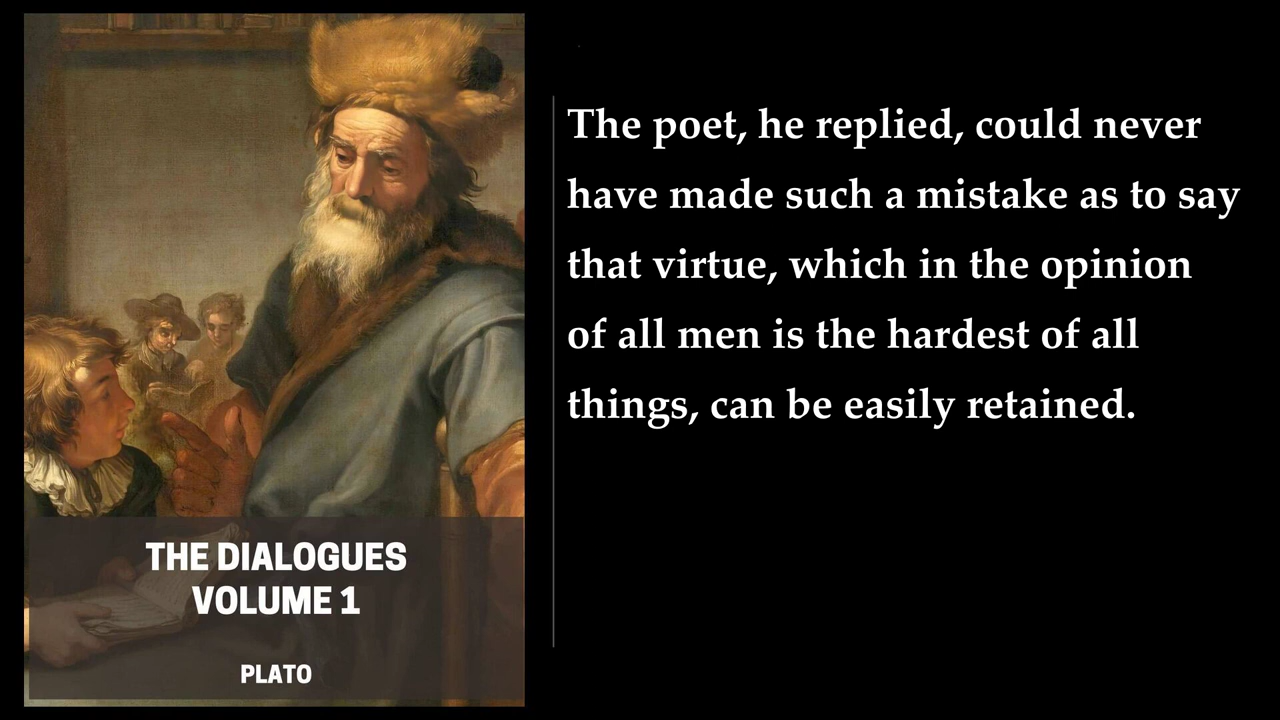 The poet, he replied, could never
have made such a mistake as to say
that virtue, which in the opinion
of all men is the hardest of all
things, can be easily retained.
THE DIALOGUES
VOLUME 1
PLATO